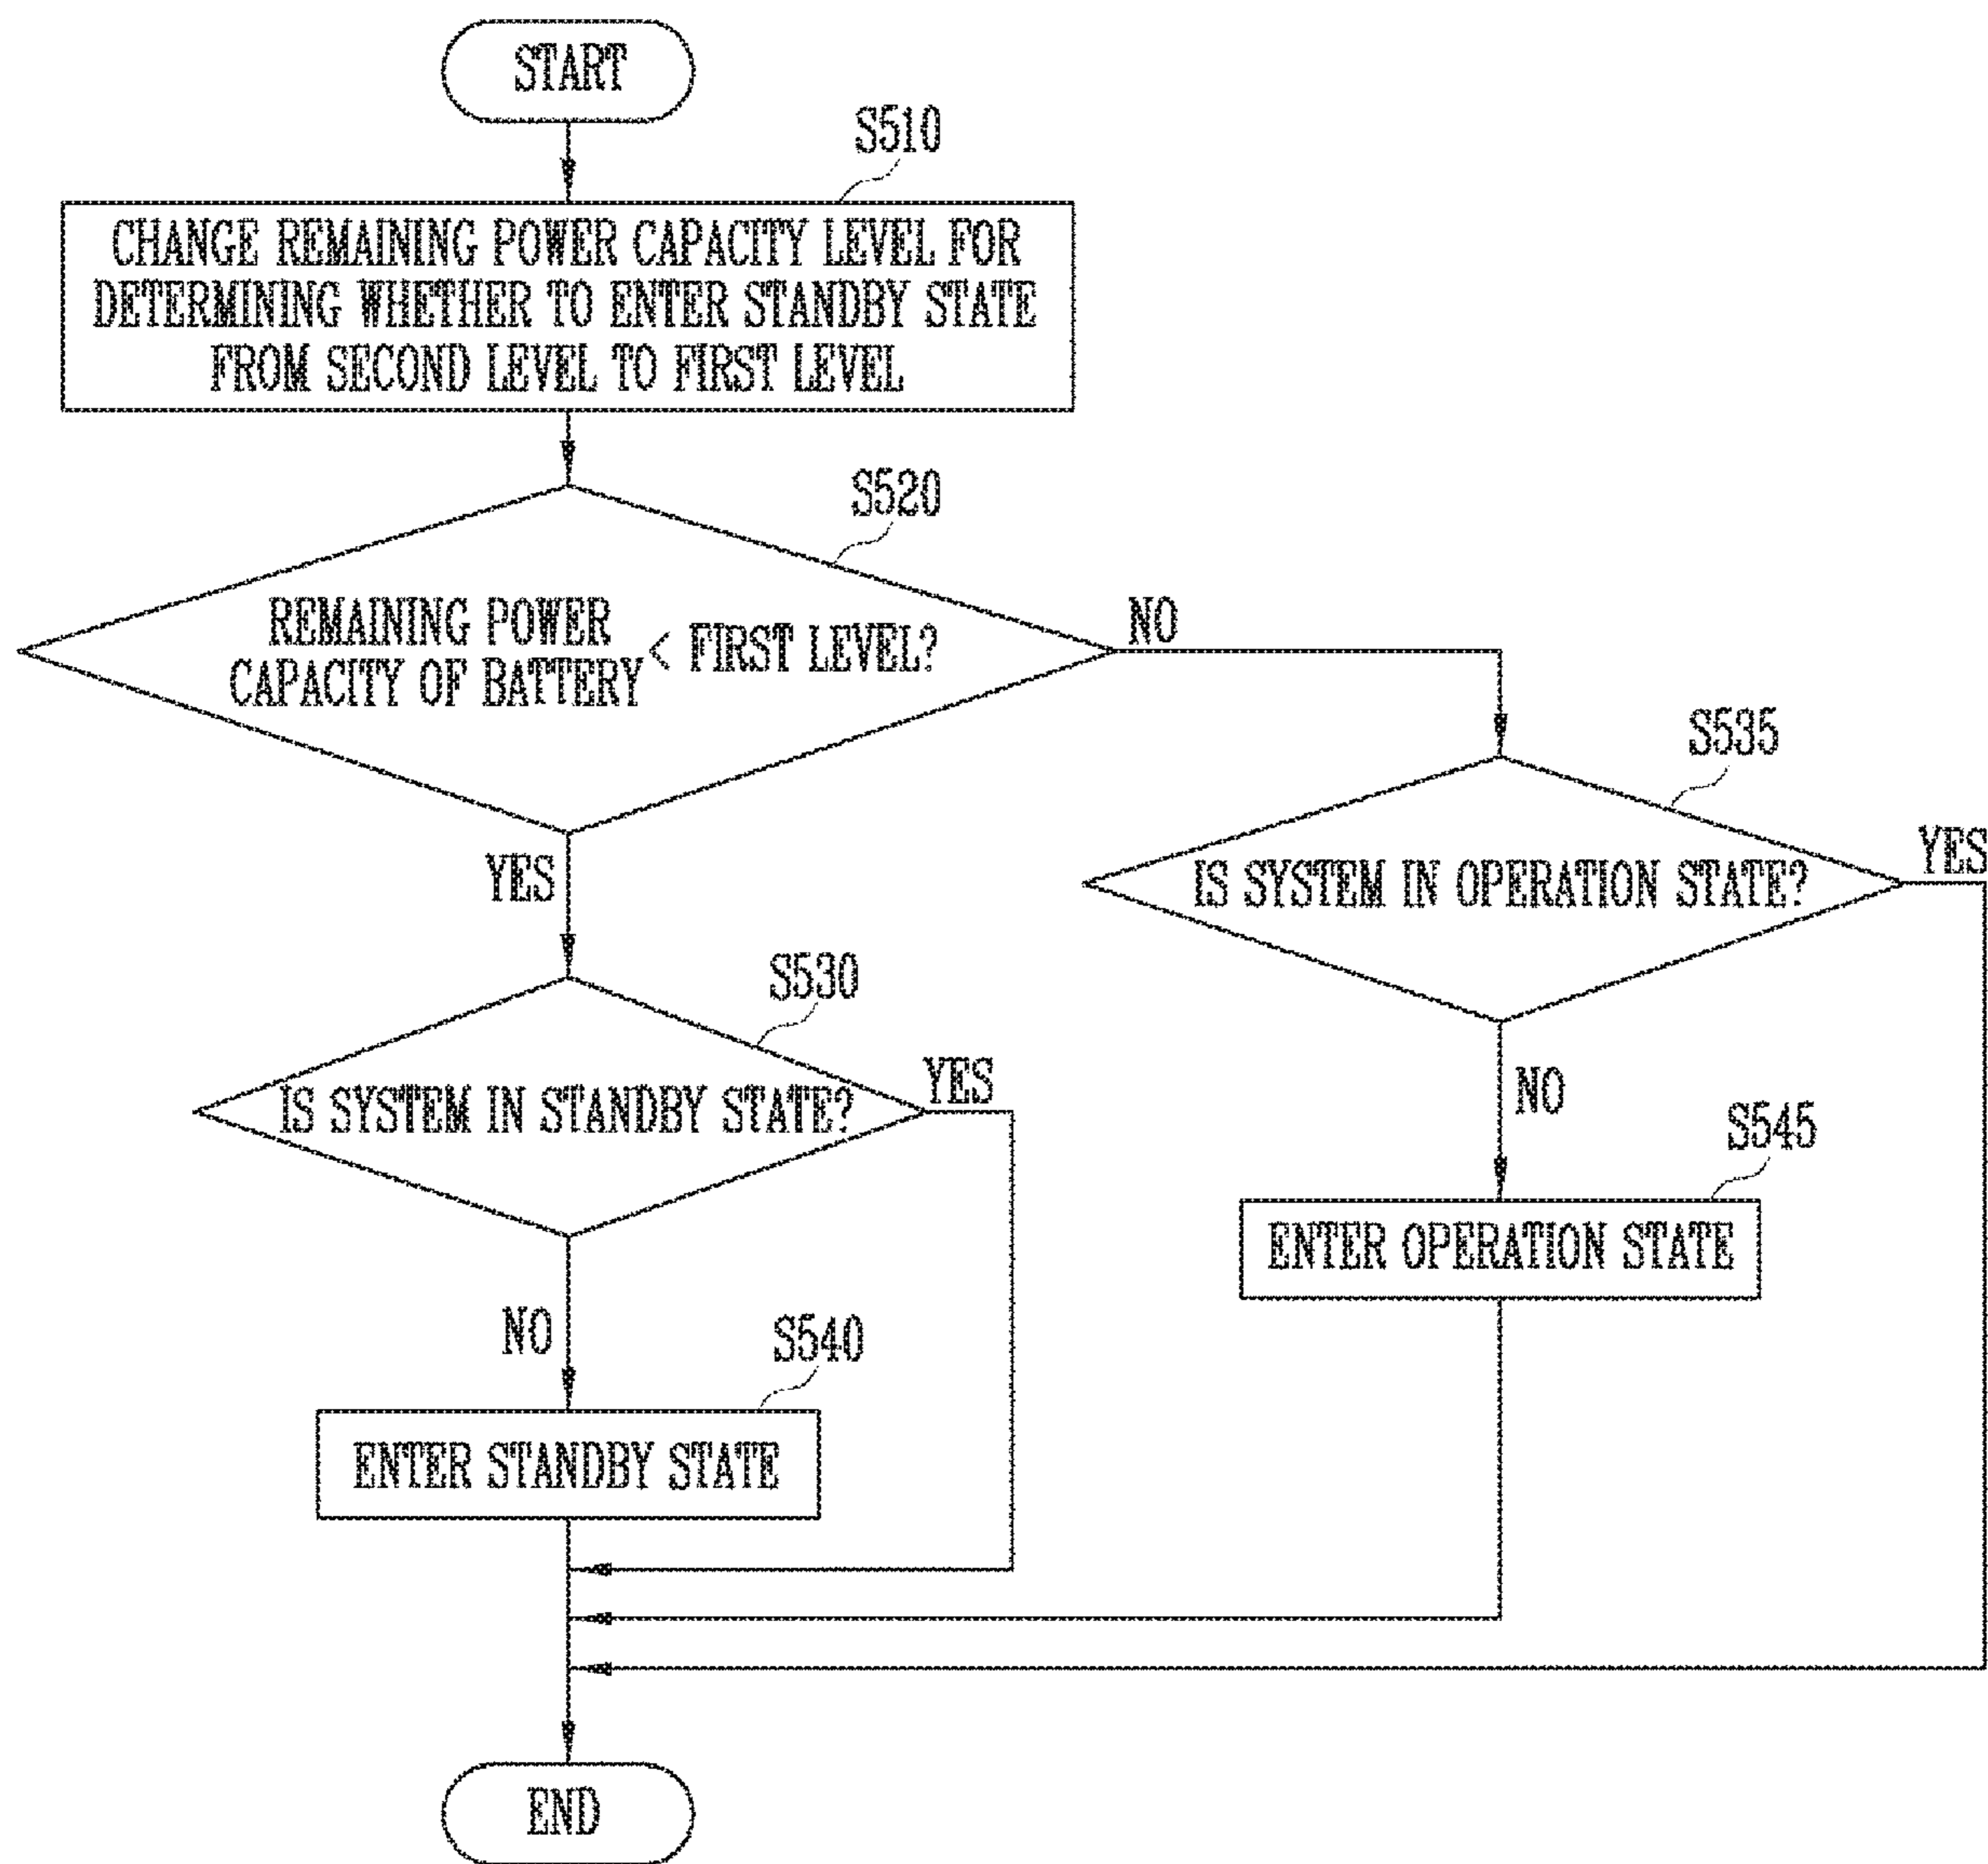 START
S510
CHANGE REMAINING POWER CAPACITY LEVEL FOR
DETERMINING WHETHER TO ENTER STANDBY STATE
FROM SECOND LEVEL TO FIRST LEVEL
S520
REMAINING POWER
CAPACITY OF BATTERY < FIRST LEVEL?
NO
YES
S535
IS SYSTEM IN OPERATION STATE?
YES
NO
S530
IS SYSTEM IN STANDBY STATE?
YES
NO
S545
ENTER OPERATION STATE
S540
ENTER STANDBY STATE
END